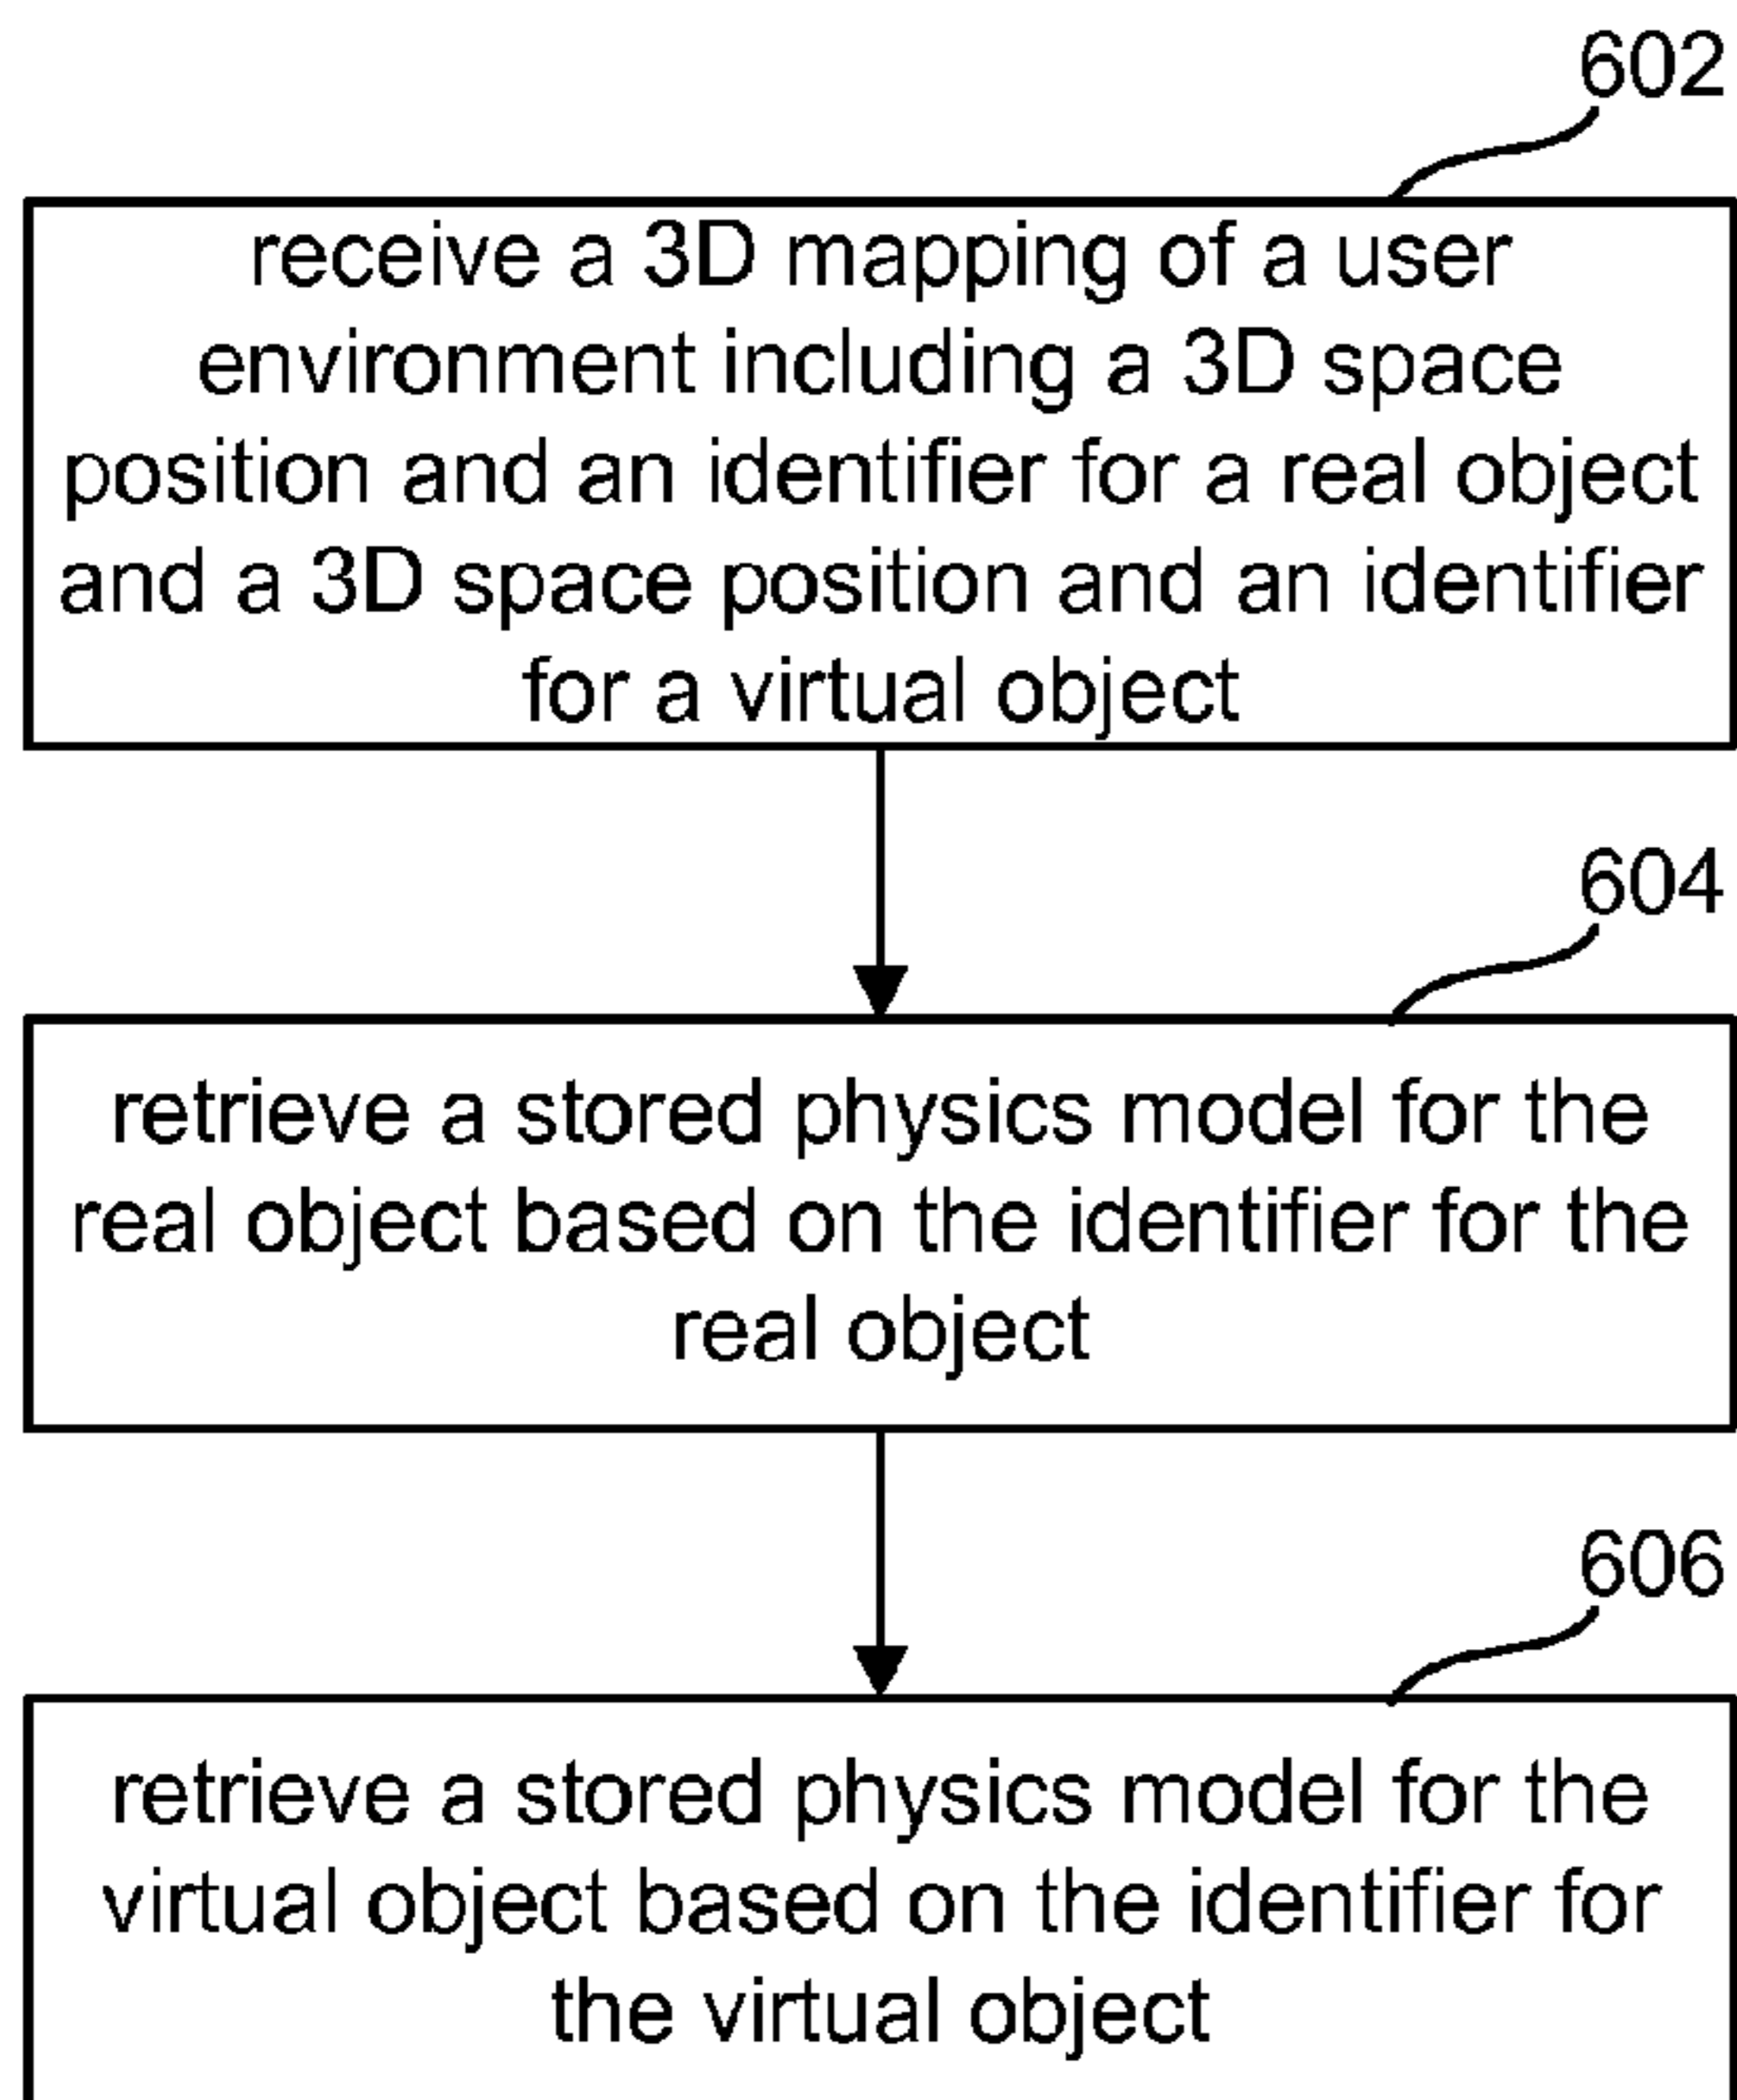 602
receive a 3D mapping of a user
environment including a 3D space
position and an identifier for a real object
and a 3D space position and an identifier
for a virtual object
604
retrieve a stored physics model for the
real object based on the identifier for the
real object
606
retrieve a stored physics model for the
virtual object based on the identifier for
the virtual object